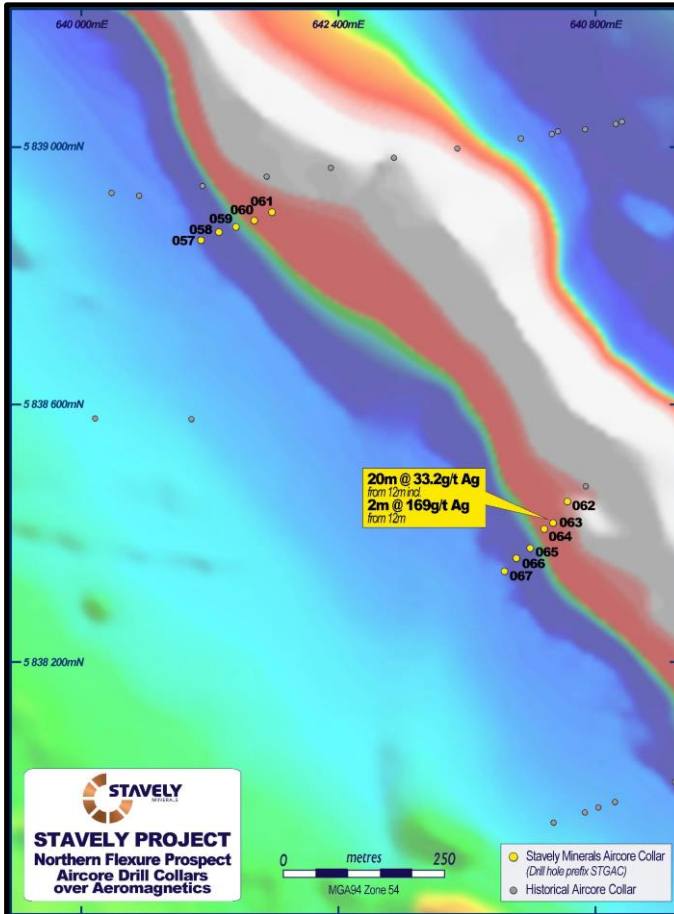 640 000mE
642 400mE
640 800mE
5 839 000mN
061
060
059
058
057
5 838 600mN
20m @ 33.2g/t Ag
from 12m incl.
2m @ 169g/t Ag
from 12m
062
063
064
065
066
067
5 838 200mN
STAVELY
MINERALS
STAVELY PROJECT
Northern Flexure Prospect
Aircore Drill Collars
over Aeromagnetics
0 metres 250
MGA94 Zone 54
Stavely Minerals Aircore Collar
(Drill hole prefix STGAC)
Historical Aircore Collar